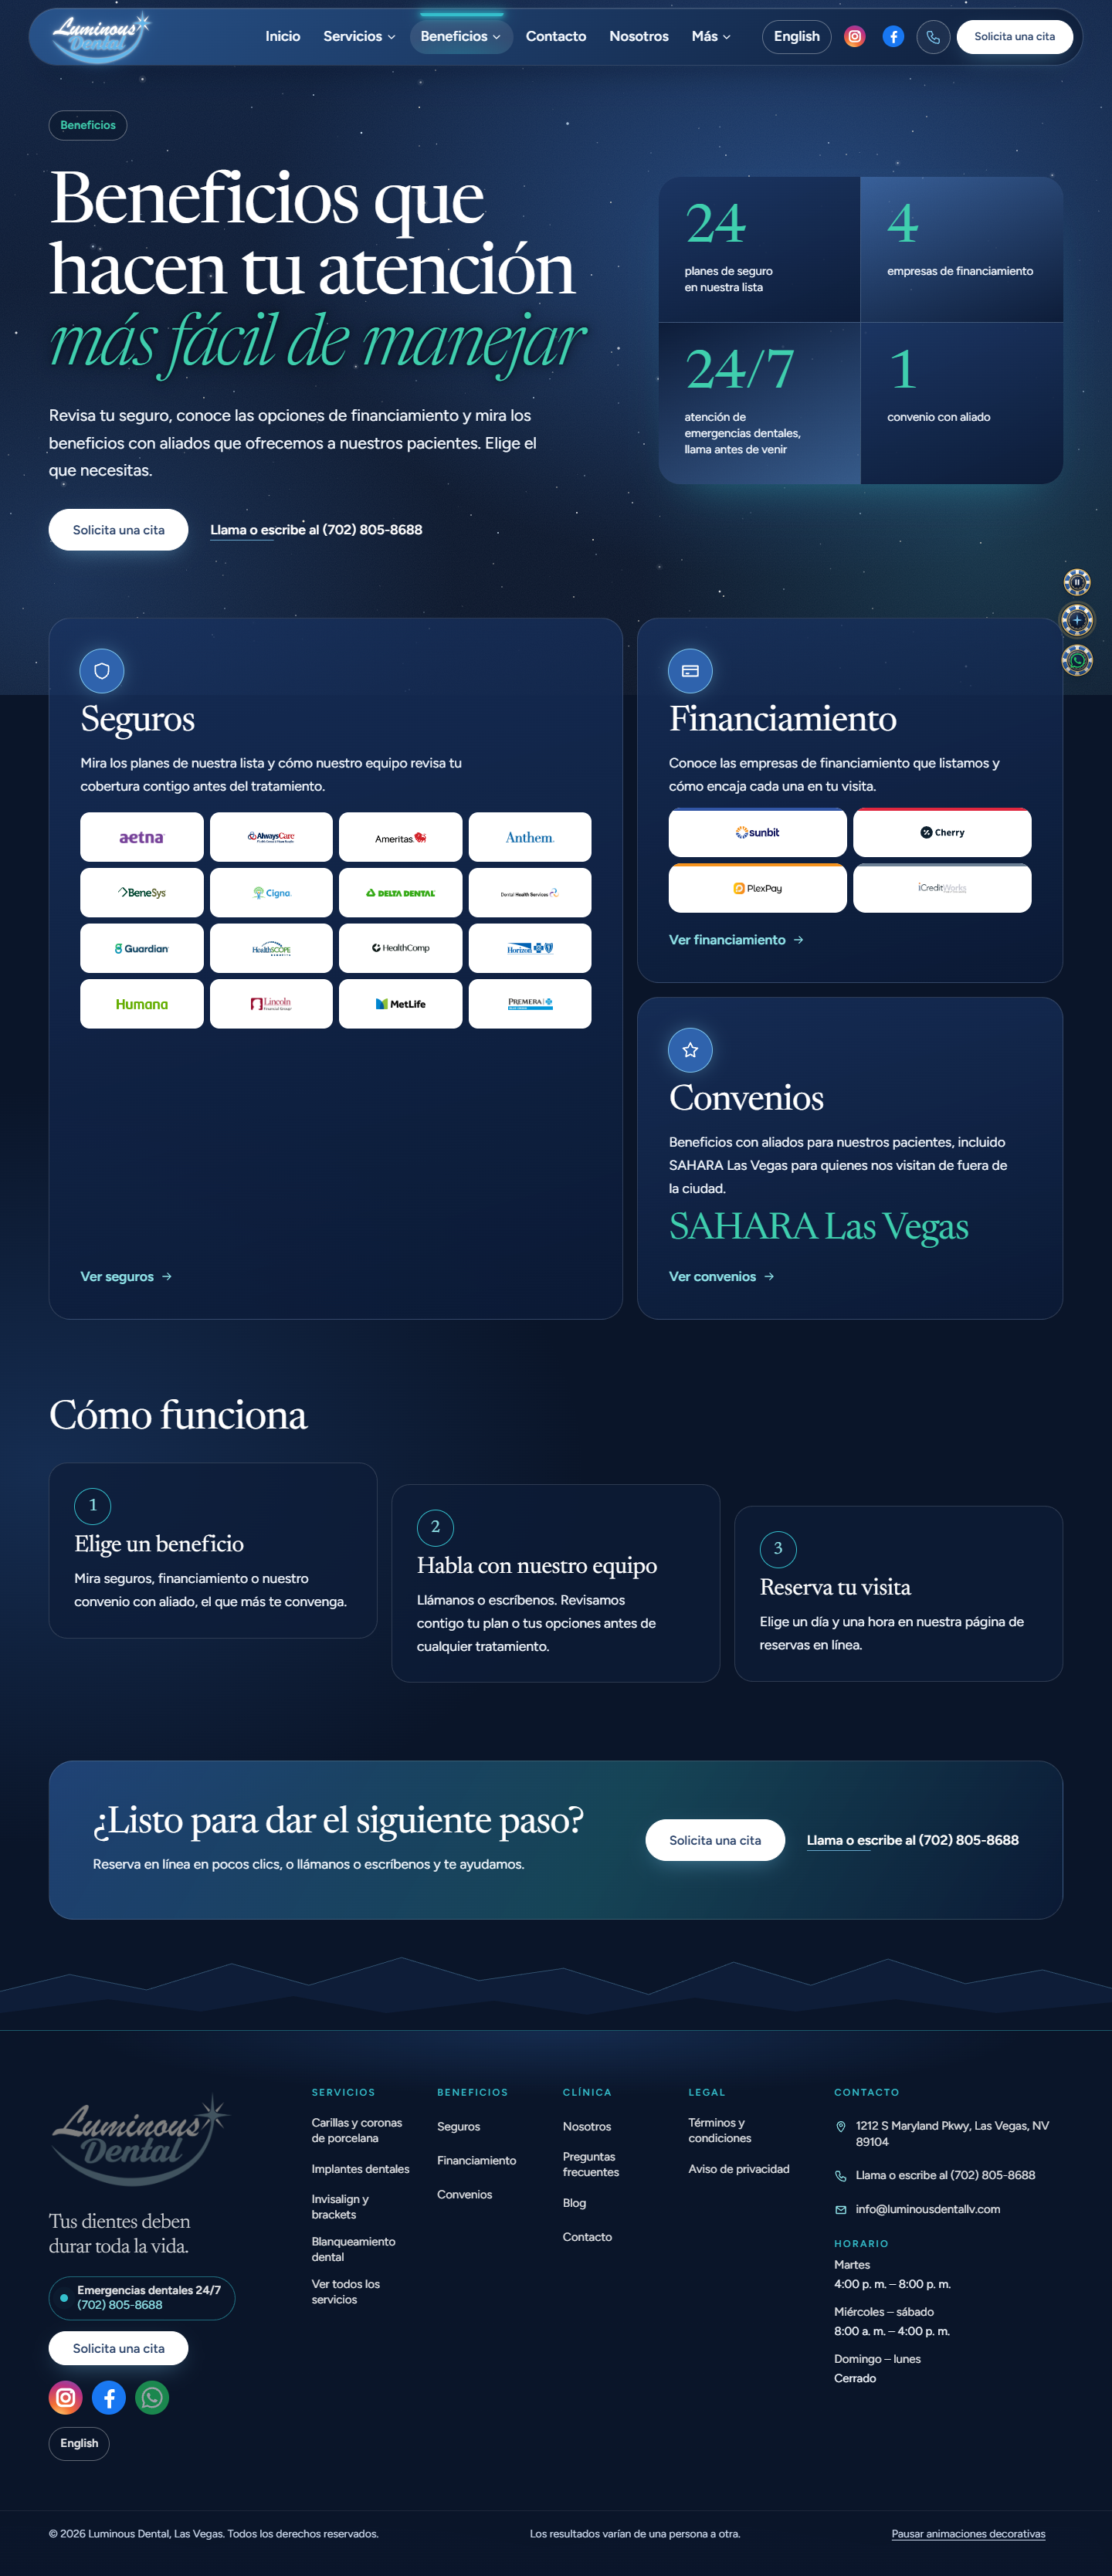 Luminous
Dental
Inicio
Servicios
Beneficios
Contacto
Nosotros
Más
English
Solicita una cita
Beneficios
Beneficios que
hacen tu atención
más fácil de manejar
Revisa tu seguro, conoce las opciones de financiamiento y mira los
beneficios con aliados que ofrecemos a nuestros pacientes. Elige el
que necesitas.
Solicita una cita
Llama o escribe al (702) 805-8688
24
planes de seguro
en nuestra lista
4
empresas de financiamiento
24/7
atención de
emergencias dentales,
llama antes de venir
1
convenio con aliado
Seguros
Mira los planes de nuestra lista y cómo nuestro equipo revisa tu
cobertura contigo antes del tratamiento.
aetna
AlwaysCare
Ameritas
Anthem
BeneSys
Cigna
DELTA DENTAL
Dental Health Services
Guardian
HealthSCOPE
BENEFITS
HealthComp
Horizon
Humana
Lincoln
Financial Group
MetLife
PREMERA
Ver seguros
Financiamiento
Conoce las empresas de financiamiento que listamos y
cómo encaja cada una en tu visita.
sunbit
Cherry
PlexPay
iCreditWorks
Ver financiamiento
Convenios
Beneficios con aliados para nuestros pacientes, incluido
SAHARA Las Vegas para quienes nos visitan de fuera de
la ciudad.
SAHARA Las Vegas
Ver convenios
Cómo funciona
1
Elige un beneficio
Mira seguros, financiamiento o nuestro
convenio con aliado, el que más te convenga.
2
Habla con nuestro equipo
Llámanos o escríbenos. Revisamos
contigo tu plan o tus opciones antes de
cualquier tratamiento.
3
Reserva tu visita
Elige un día y una hora en nuestra página de
reservas en línea.
¿Listo para dar el siguiente paso?
Reserva en línea en pocos clics, o llámanos o escríbenos y te ayudamos.
Solicita una cita
Llama o escribe al (702) 805-8688
Luminous
Dental
Tus dientes deben
durar toda la vida.
Emergencias dentales 24/7
(702) 805-8688
Solicita una cita
English
SERVICIOS
Carillas y coronas
de porcelana
Implantes dentales
Invisalign y
brackets
Blanqueamiento
dental
Ver todos los
servicios
BENEFICIOS
Seguros
Financiamiento
Convenios
CLÍNICA
Nosotros
Preguntas
frecuentes
Blog
Contacto
LEGAL
Términos y
condiciones
Aviso de privacidad
CONTACTO
1212 S Maryland Pkwy, Las Vegas, NV
89104
Llama o escribe al (702) 805-8688
info@luminousdentallv.com
HORARIO
Martes
4:00 p. m. – 8:00 p. m.
Miércoles – sábado
8:00 a. m. – 4:00 p. m.
Domingo – lunes
Cerrado
© 2026 Luminous Dental, Las Vegas. Todos los derechos reservados.
Los resultados varían de una persona a otra.
Pausar animaciones decorativas